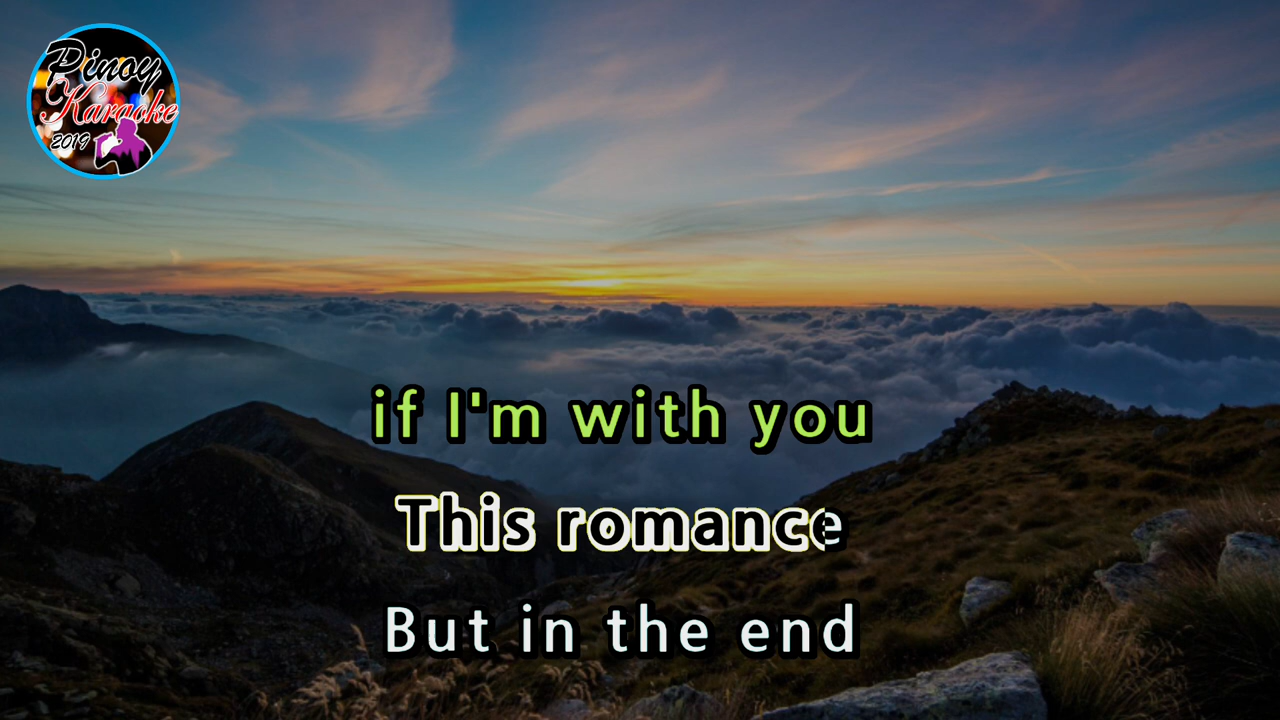 Pinoy
Karaoke
2019
if I'm with you
This romance
But in the end